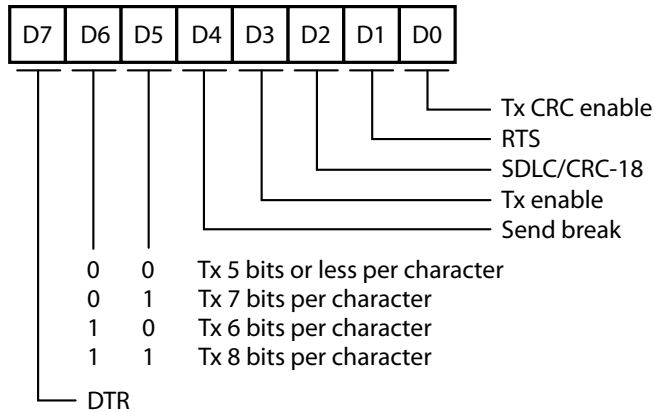 D7 D6 D5 D4 D3 D2 D1 D0
Tx CRC enable
RTS
SDLC/CRC-18
Tx enable
Send break
0 0 Tx 5 bits or less per character
0 1 Tx 7 bits per character
1 0 Tx 6 bits per character
1 1 Tx 8 bits per character
DTR